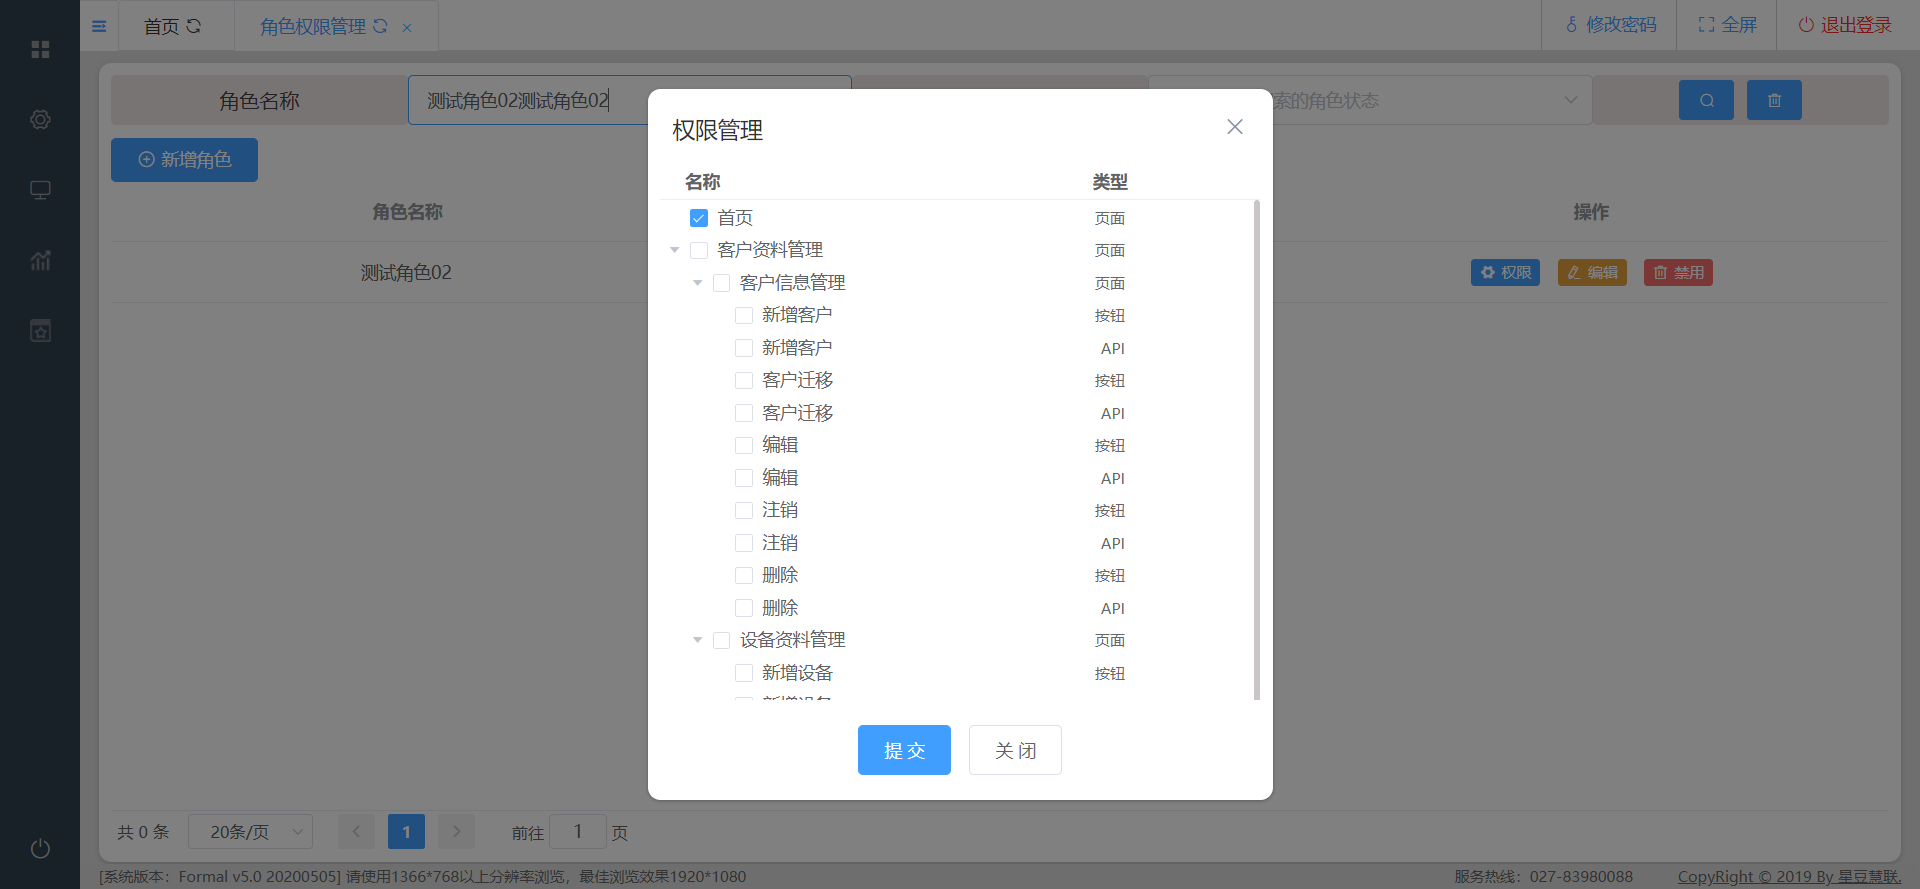 首页
角色权限管理
修改密码
全屏
退出登录
角色名称
测试角色02测试角色02
索的角色状态
新增角色
角色名称
操作
测试角色02
权限
编辑
禁用
权限管理
名称 类型
首页 页面
客户资料管理 页面
客户信息管理 页面
新增客户 按钮
新增客户 API
客户迁移 按钮
客户迁移 API
编辑 按钮
编辑 API
注销 按钮
注销 API
删除 按钮
删除 API
设备资料管理 页面
新增设备 按钮
提交 关闭
共 0 条 20条/页 1 前往 1 页
[系统版本：Formal v5.0 20200505] 请使用1366*768以上分辨率浏览，最佳浏览效果1920*1080
服务热线：027-83980088 CopyRight © 2019 By 星豆慧联.